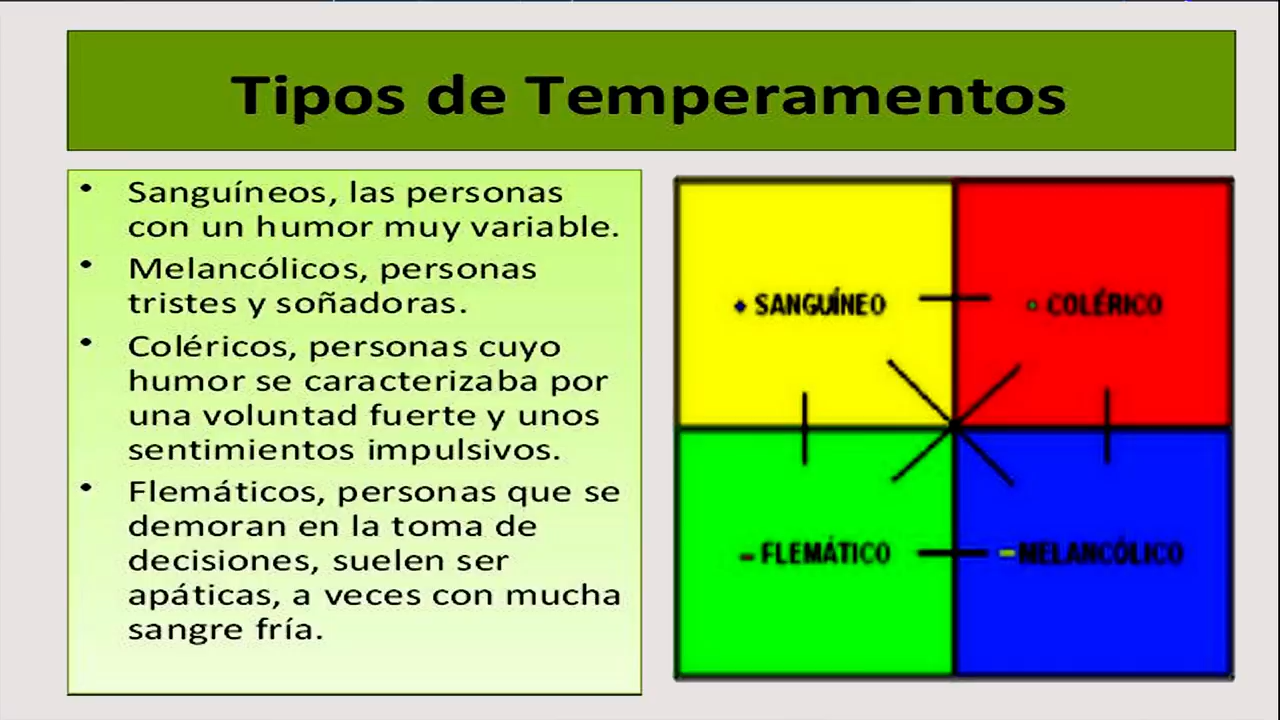 Tipos de Temperamentos
• Sanguíneos, las personas
con un humor muy variable.
• Melancólicos, personas
tristes y soñadoras.
• Coléricos, personas cuyo
humor se caracterizaba por
una voluntad fuerte y unos
sentimientos impulsivos.
• Flemáticos, personas que se
demoran en la toma de
decisiones, suelen ser
apáticas, a veces con mucha
sangre fría.
SANGUÍNEO
COLÉRICO
FLEMÁTICO
MELANCÓLICO